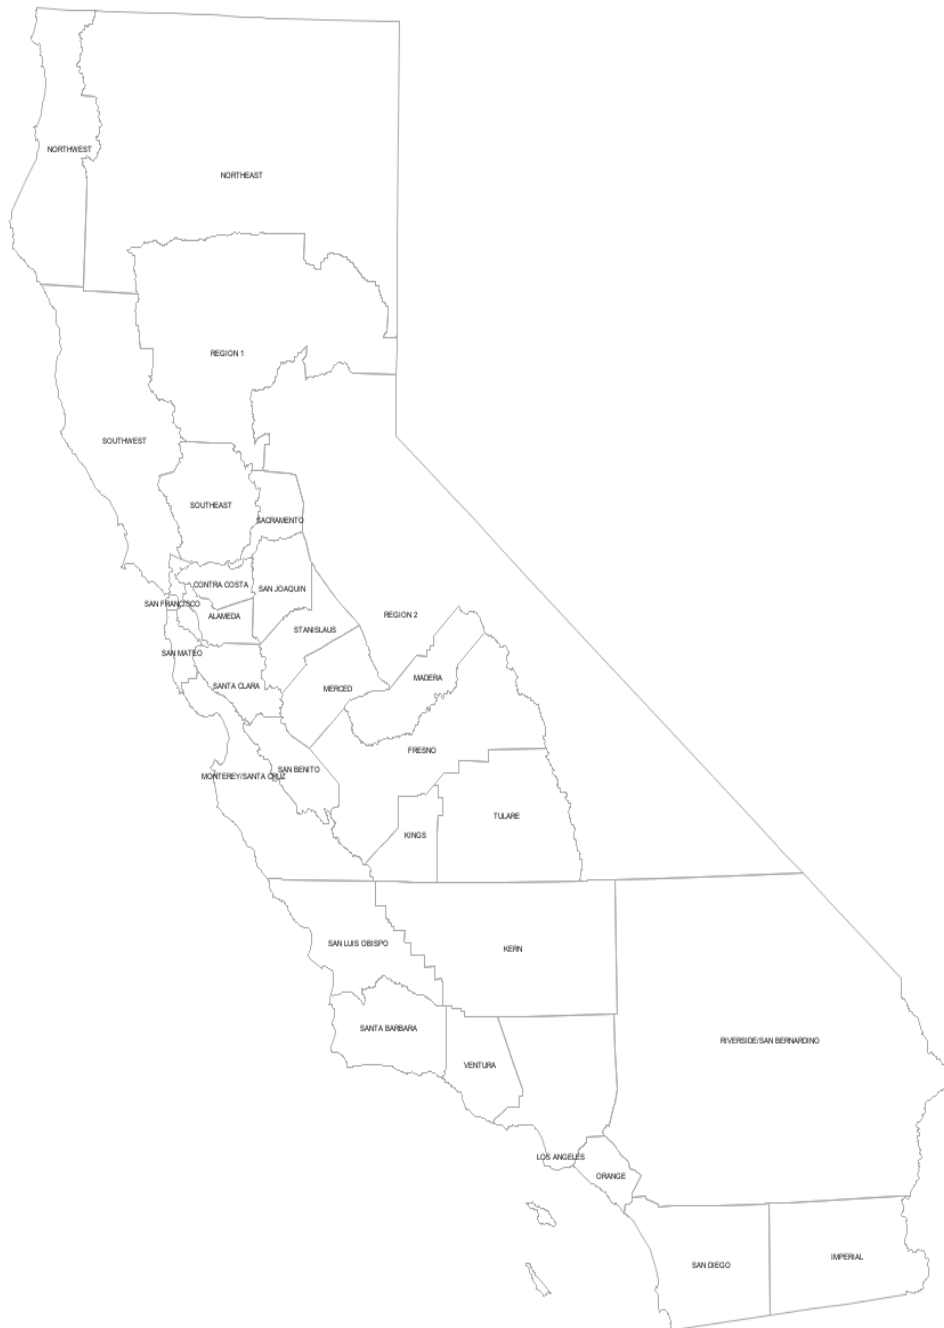 NORTHWEST
NORTHEAST
REGION 1
SOUTHWEST
SOUTHEAST
SACRAMENTO
CONTRA COSTA
SAN JOAQUIN
SAN FRANCISCO
ALAMEDA
REGION 2
STANISLAUS
SAN MATEO
MADERA
SANTA CLARA
MERCED
FRESNO
SAN BENITO
MONTEREY/SANTA CRUZ
TULARE
KINGS
SAN LUIS OBISPO
KERN
SANTA BARBARA
RIVERSIDE/SAN BERNARDINO
VENTURA
LOS ANGELES
ORANGE
IMPERIAL
SAN DIEGO